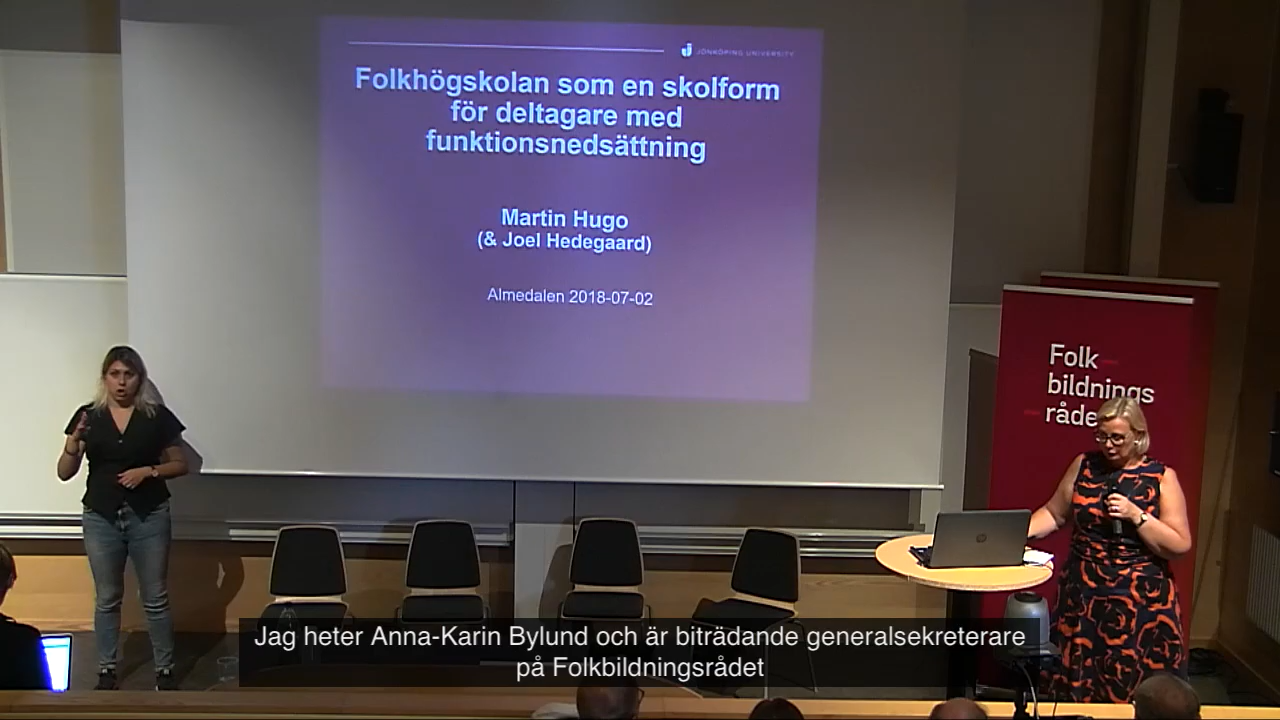 JÖNKÖPING UNIVERSITY
Folkhögskolan som en skolform
för deltagare med
funktionsnedsättning
Martin Hugo
(& Joel Hedegaard)
Almedalen 2018-07-02
Folk
bildnings
råde
Jag heter Anna-Karin Bylund och är biträdande generalsekreterare
på Folkbildningsrådet